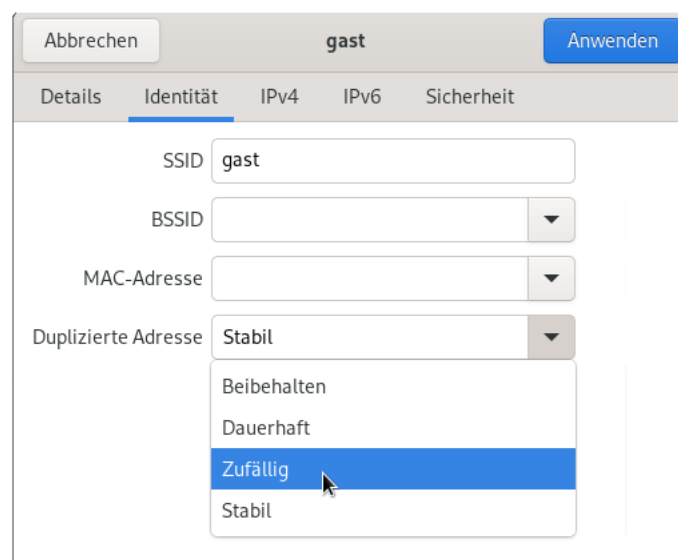 Abbrechen gast Anwenden
Details Identität IPv4 IPv6 Sicherheit
SSID gast
BSSID
MAC-Adresse
Duplizierte Adresse Stabil
Beibehalten
Dauerhaft
Zufällig
Stabil